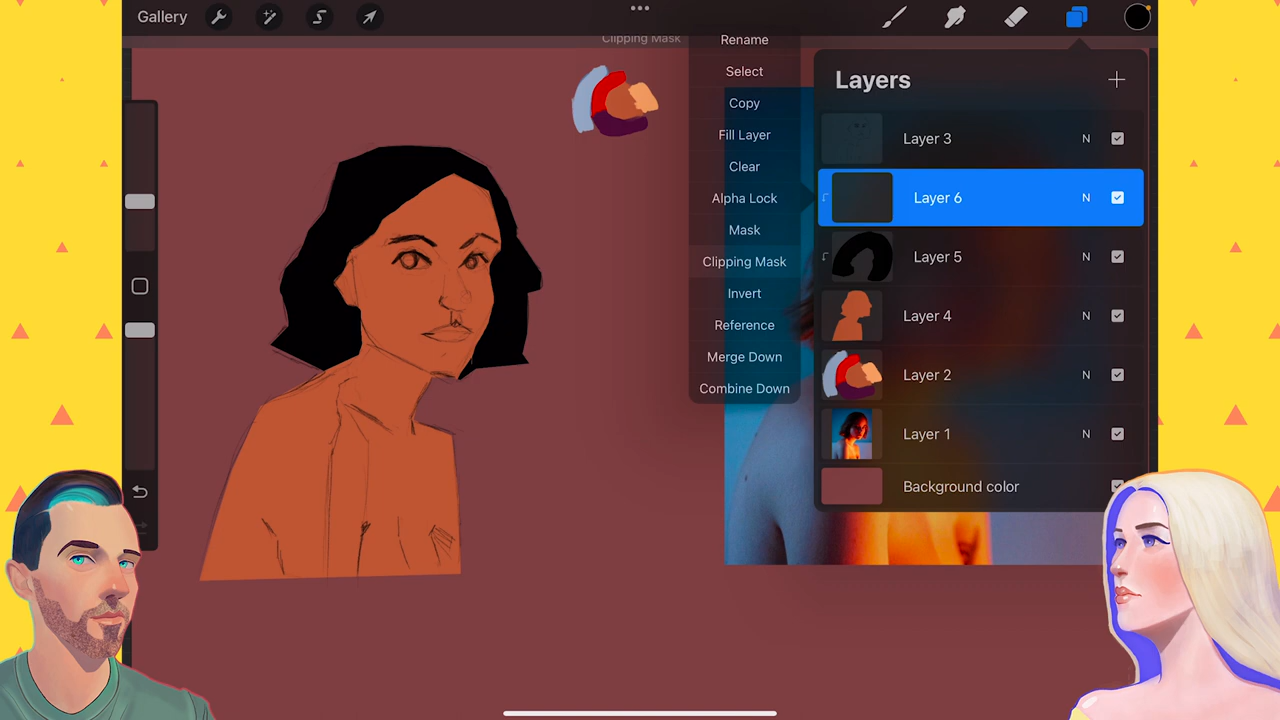 Gallery
Clipping Mask
Rename
Select
Copy
Fill Layer
Clear
Alpha Lock
Mask
Clipping Mask
Invert
Reference
Merge Down
Combine Down
Layers
Layer 3 N
Layer 6 N
Layer 5 N
Layer 4 N
Layer 2 N
Layer 1 N
Background color